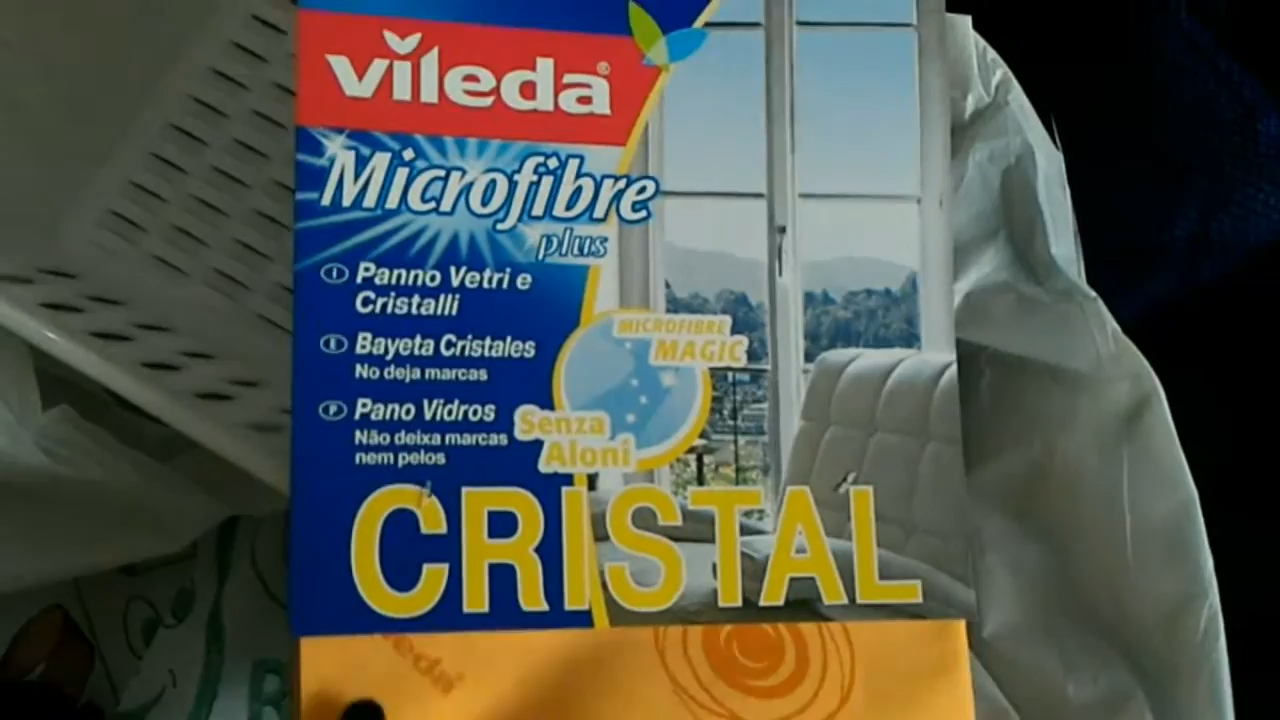 vileda®
Microfibre
plus
I Panno Vetri e
Cristalli
E Bayeta Cristales
No deja marcas
P Pano Vidros
Não deixa marcas
nem pelos
MICROFIBRE
MAGIC
Senza
Aloni
CRISTAL